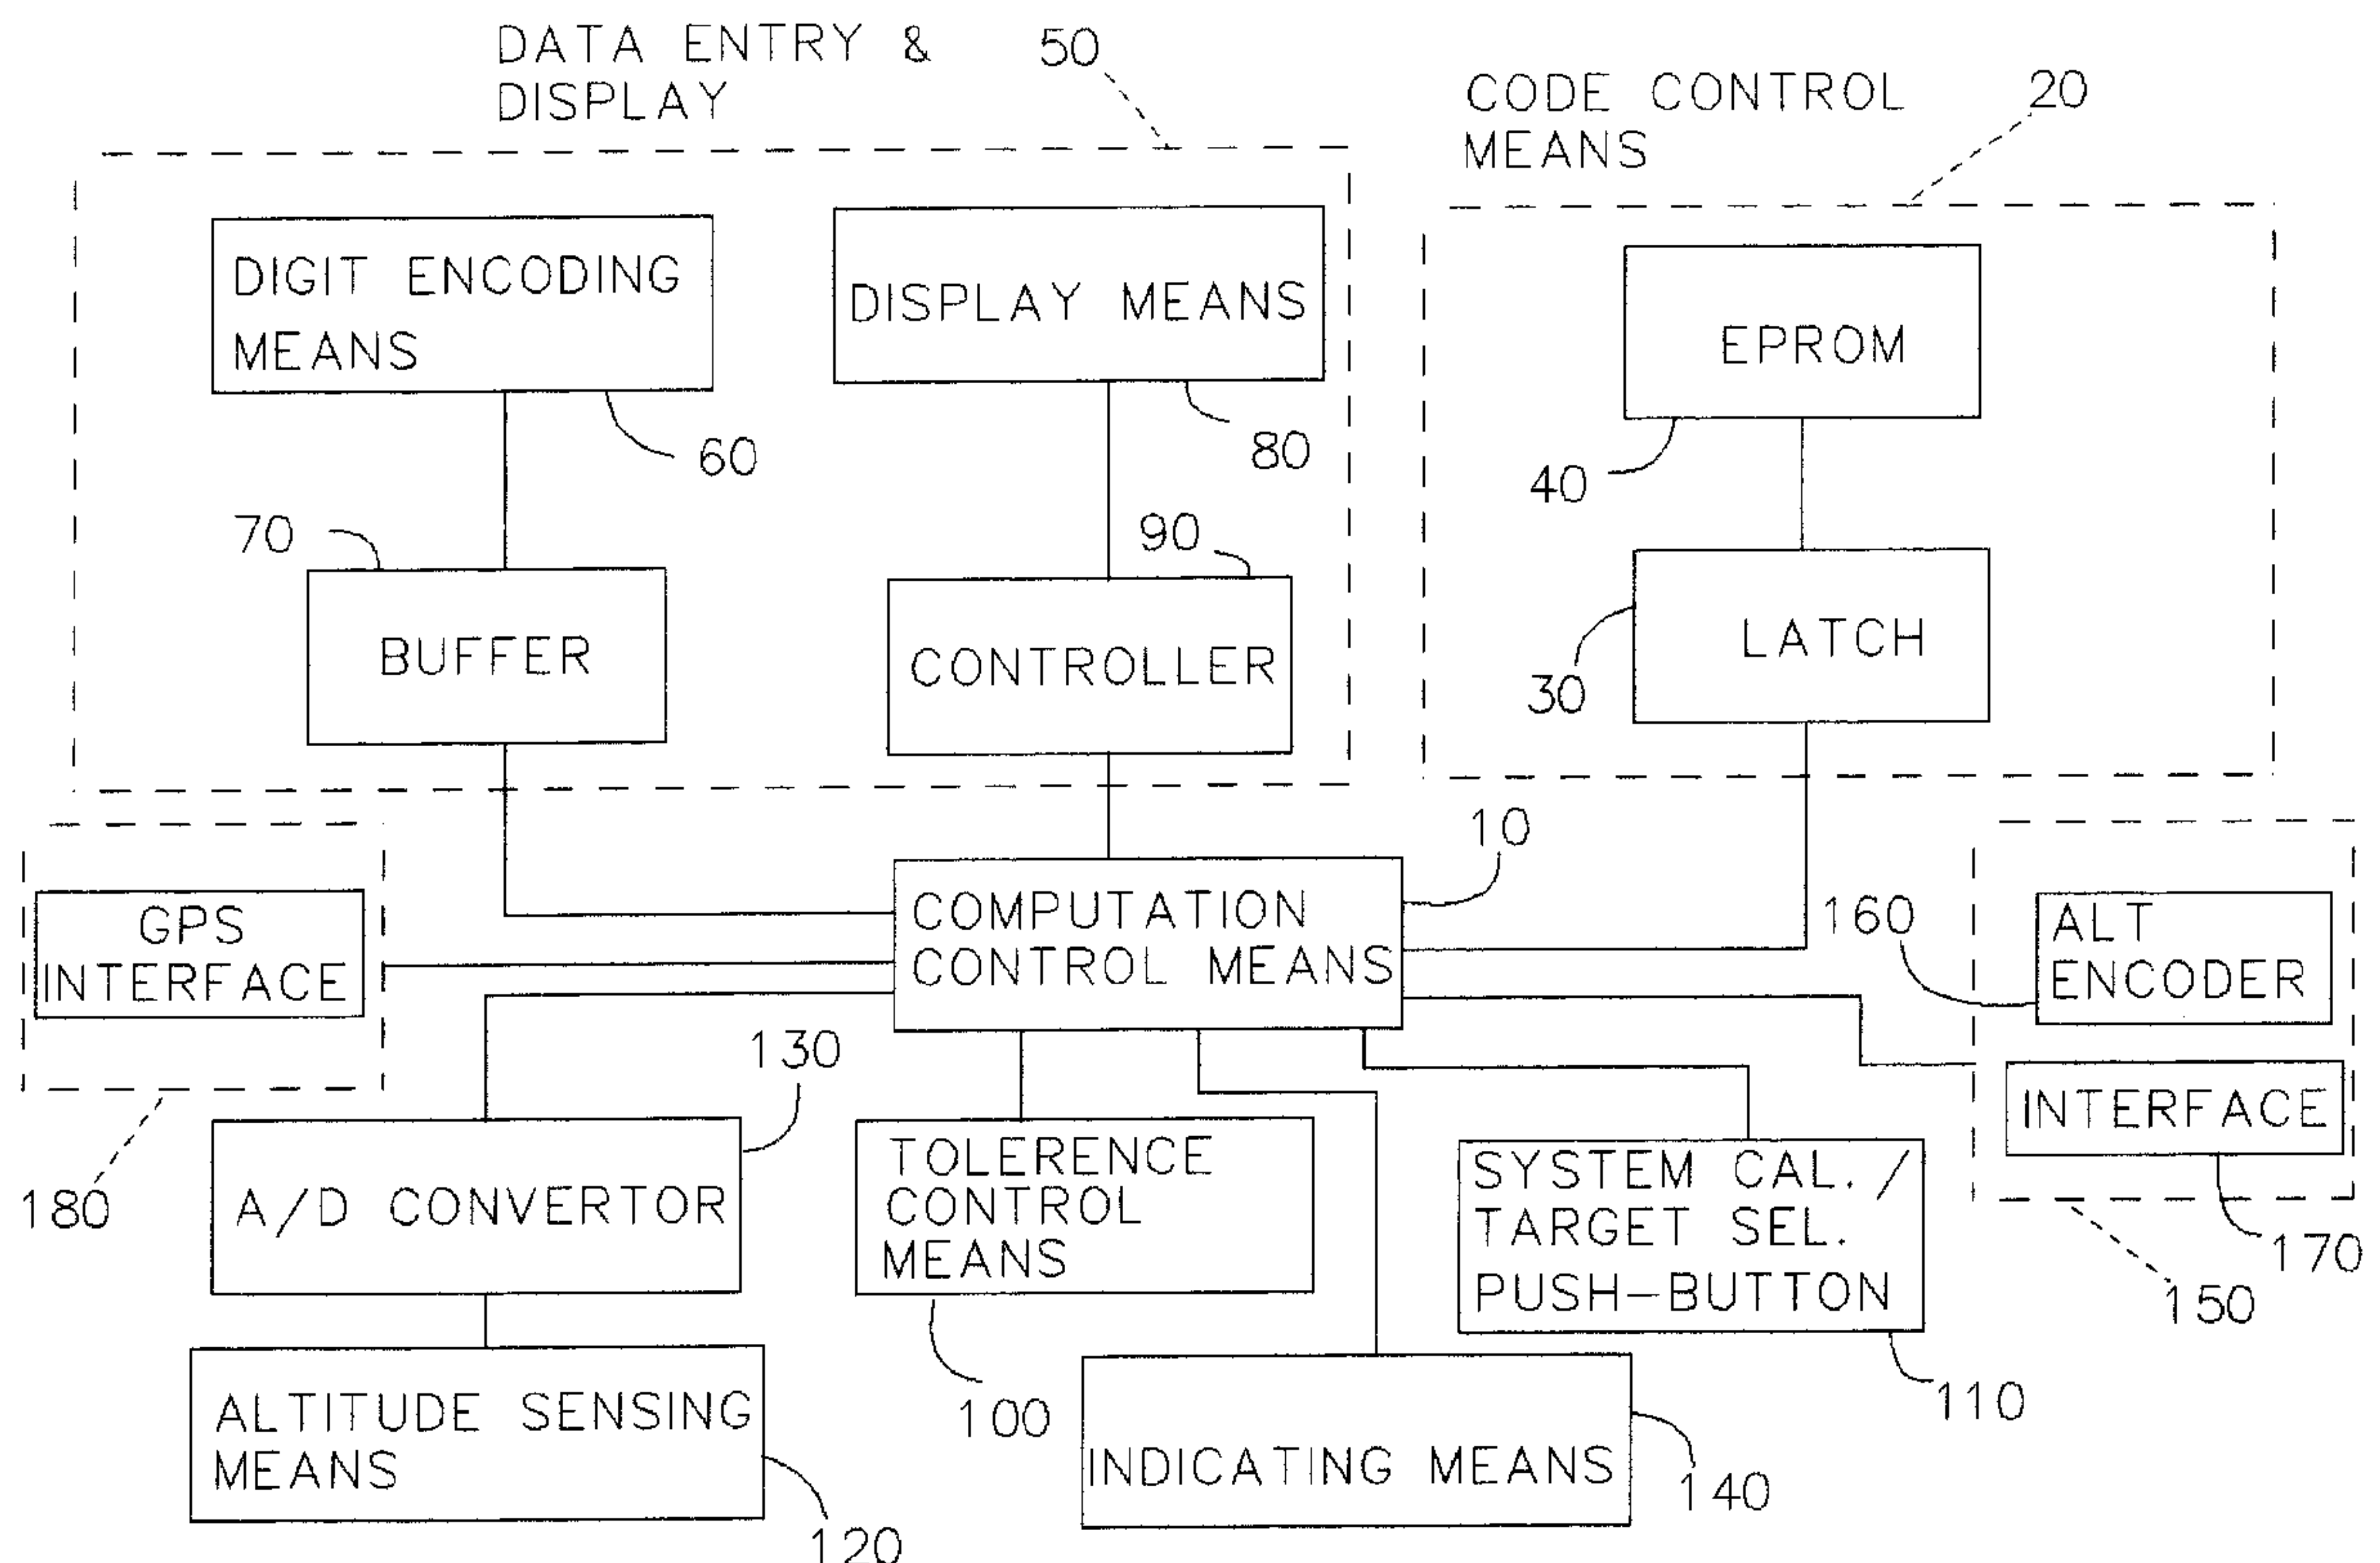 DATA ENTRY &
DISPLAY
50
CODE CONTROL
MEANS
20
DIGIT ENCODING
MEANS
60
DISPLAY MEANS
80
EPROM
40
70
BUFFER
90
CONTROLLER
LATCH
30
10
COMPUTATION
CONTROL MEANS
GPS
INTERFACE
180
160
ALT
ENCODER
INTERFACE
170
150
130
A/D CONVERTOR
TOLERENCE
CONTROL
MEANS
100
SYSTEM CAL./
TARGET SEL.
PUSH-BUTTON
110
ALTITUDE SENSING
MEANS
120
INDICATING MEANS
140